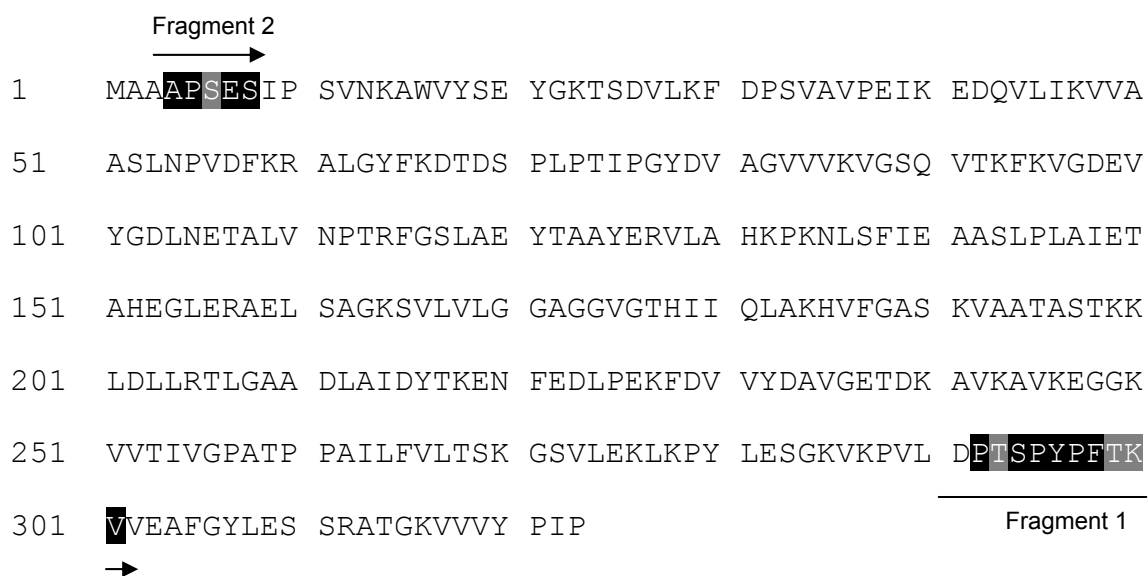 Fragment 2
1 MAAAPSESIP SVNKAWVYSE YGKTSDVLKF DPSVAVPEIK EDQVLIKVVA
51 ASLNPVDFKR ALGYFKDTDS PLPTIPGYDV AGVVVKVGSQ VTKFKVGDEV
101 YGDLNETALV NPTRFGSLAE YTAAYERVLA HKPKNLSFIE AASLPLAIET
151 AHEGLERAEL SAGKSVLVLG GAGGVGTHII QLAKHVFGAS KVAATASTKK
201 LDLLRTLGAA DLAIDYTKEN FEDLPEKFDV VYDAVGETDK AVKAVKEGGK
251 VVTIVGPATP PAILFVLTSK GSVLEKLKPY LESGKVKPVL DPTSPYPFTK
301 VVEAFGYLES SRATGKVVVY PIP
Fragment 1